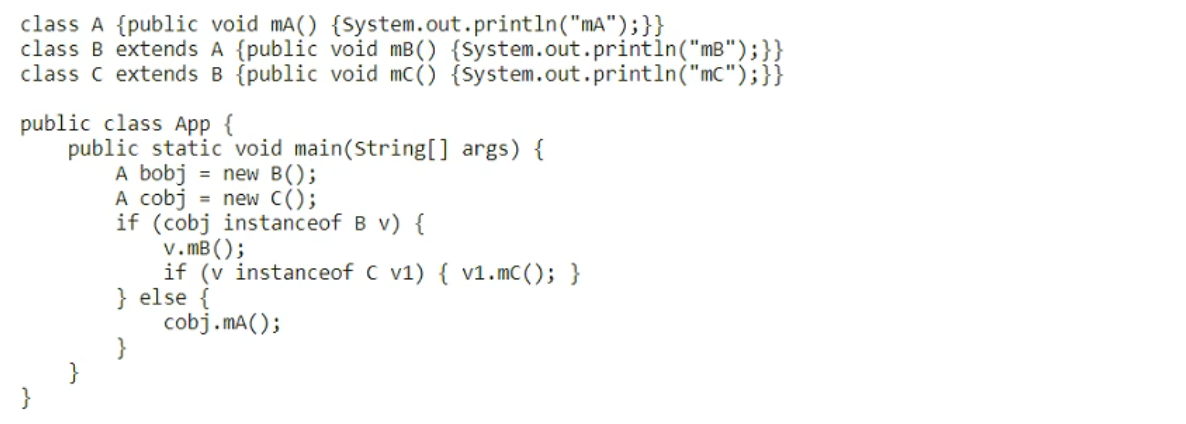 class A {public void mA() {System.out.println("mA");}}
class B extends A {public void mB() {System.out.println("mB");}}
class C extends B {public void mC() {System.out.println("mC");}}

public class App {
    public static void main(String[] args) {
        A bobj = new B();
        A cobj = new C();
        if (cobj instanceof B v) {
            v.mB();
            if (v instanceof C v1) { v1.mC(); }
        } else {
            cobj.mA();
        }
    }
}